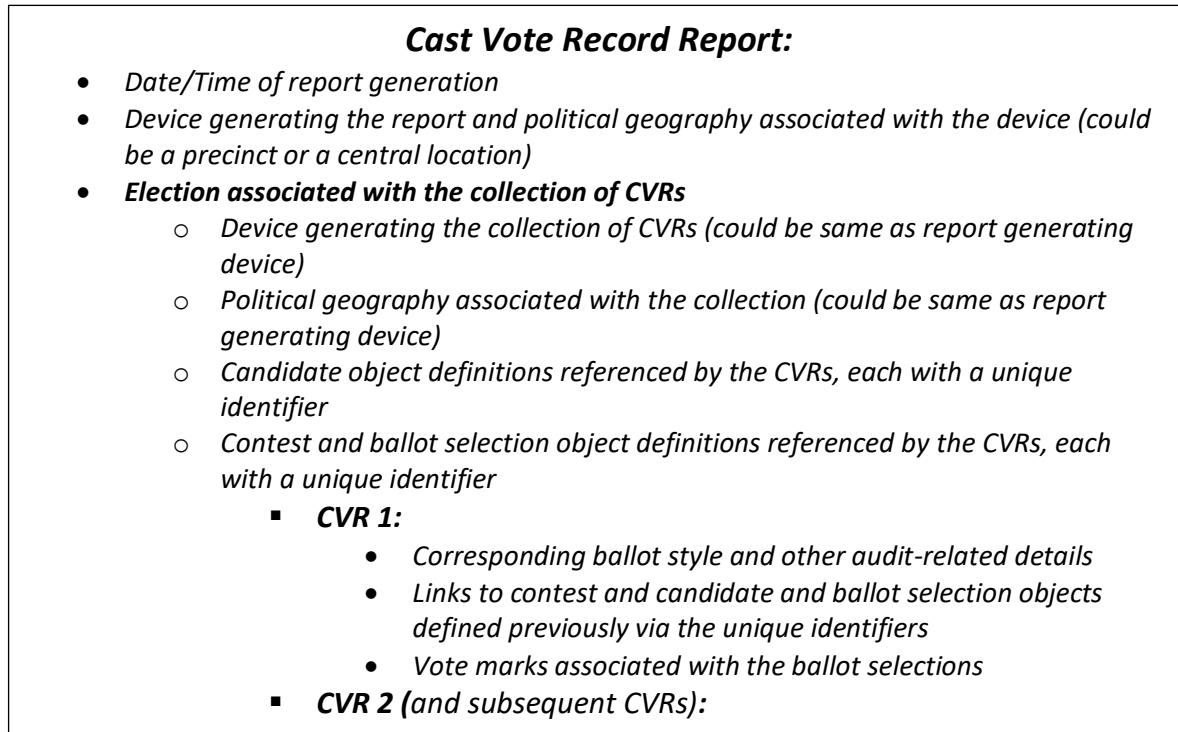 Cast Vote Record Report:
• Date/Time of report generation
• Device generating the report and political geography associated with the device (could
be a precinct or a central location)
• Election associated with the collection of CVRs
o Device generating the collection of CVRs (could be same as report generating
device)
o Political geography associated with the collection (could be same as report
generating device)
o Candidate object definitions referenced by the CVRs, each with a unique
identifier
o Contest and ballot selection object definitions referenced by the CVRs, each
with a unique identifier
▪ CVR 1:
• Corresponding ballot style and other audit-related details
• Links to contest and candidate and ballot selection objects
defined previously via the unique identifiers
• Vote marks associated with the ballot selections
▪ CVR 2 (and subsequent CVRs):